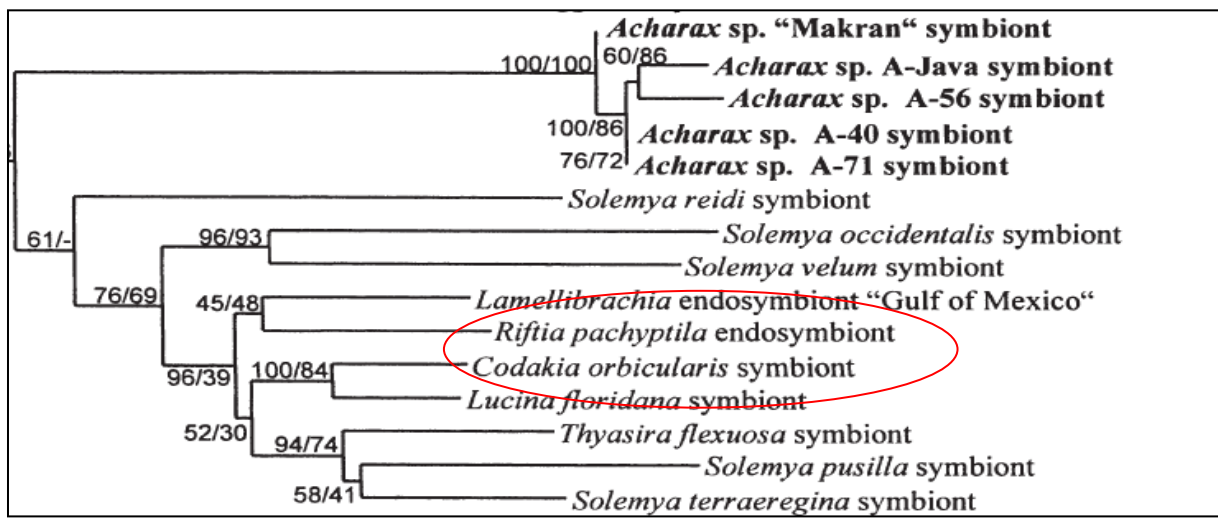 Acharax sp. “Makran“ symbiont
100/100 60/86
Acharax sp. A-Java symbiont
Acharax sp. A-56 symbiont
100/86 Acharax sp. A-40 symbiont
76/72 Acharax sp. A-71 symbiont
Solemya reidi symbiont
61/- 96/93 Solemya occidentalis symbiont
Solemya velum symbiont
76/69 45/48 Lamellibrachia endosymbiont “Gulf of Mexico“
Riftia pachyptila endosymbiont
96/39 100/84 Codakia orbicularis symbiont
Lucina floridana symbiont
52/30 94/74 Thyasira flexuosa symbiont
Solemya pusilla symbiont
58/41 Solemya terraeregina symbiont